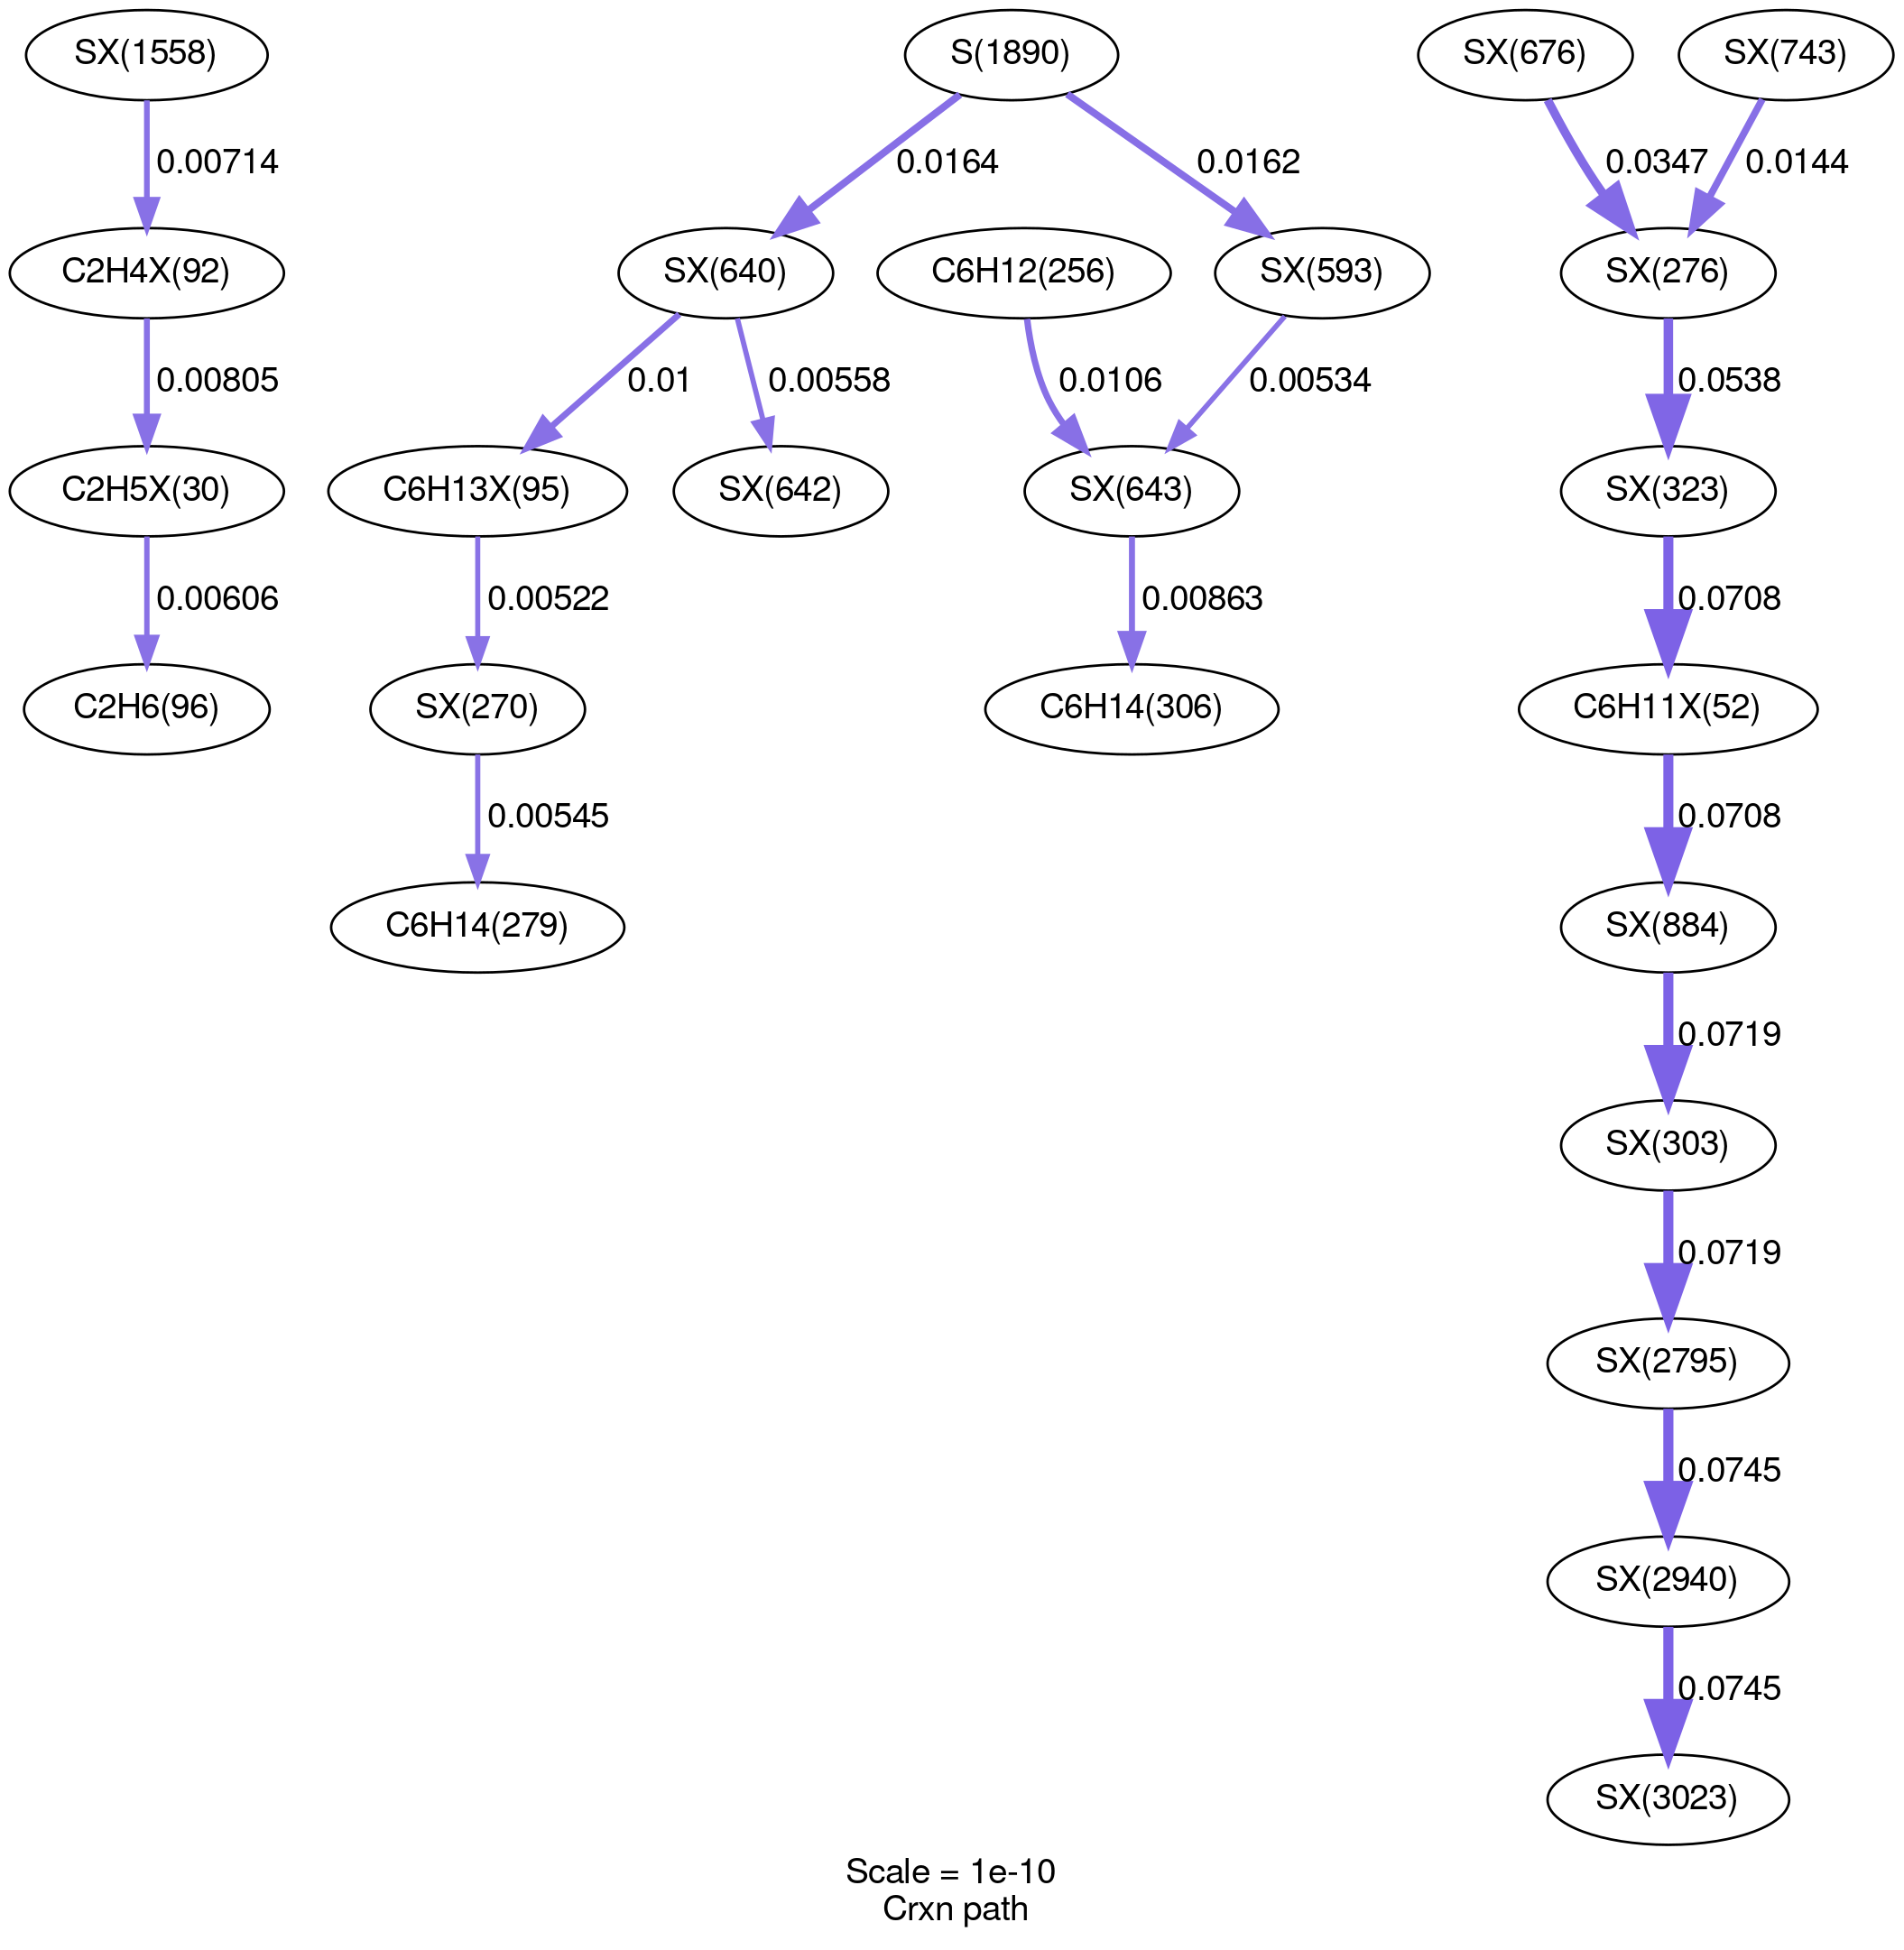 SX(1558)
S(1890)
SX(676)
SX(743)
0.00714
0.0164
0.0162
0.0347
0.0144
C2H4X(92)
SX(640)
C6H12(256)
SX(593)
SX(276)
0.00805
0.01
0.00558
0.0106
0.00534
0.0538
C2H5X(30)
C6H13X(95)
SX(642)
SX(643)
SX(323)
0.00606
0.00522
0.00863
0.0708
C2H6(96)
SX(270)
C6H14(306)
C6H11X(52)
0.00545
0.0708
C6H14(279)
SX(884)
0.0719
SX(303)
0.0719
SX(2795)
0.0745
SX(2940)
0.0745
SX(3023)
Scale = 1e-10
Crxn path